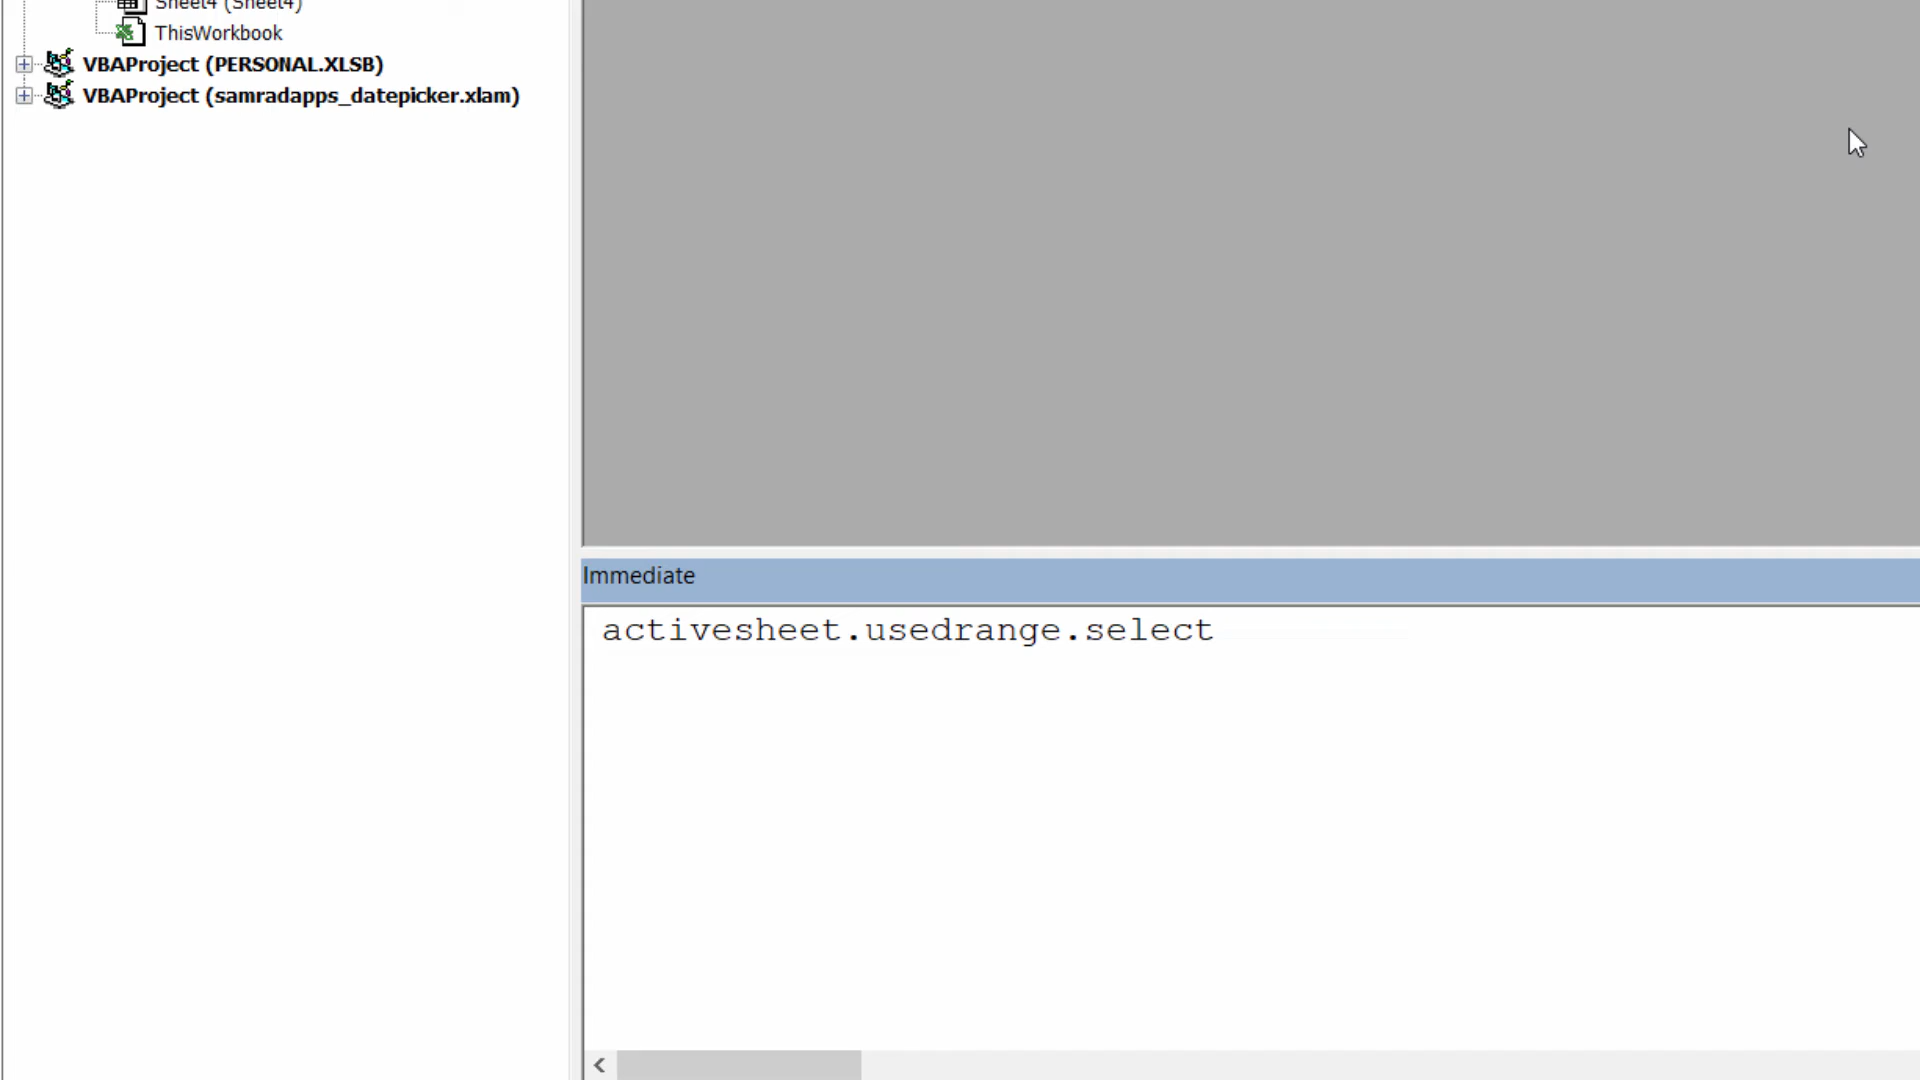 Sheet4 (Sheet4)
ThisWorkbook
VBAProject (PERSONAL.XLSB)
VBAProject (samradapps_datepicker.xlam)
Immediate
activesheet.usedrange.select